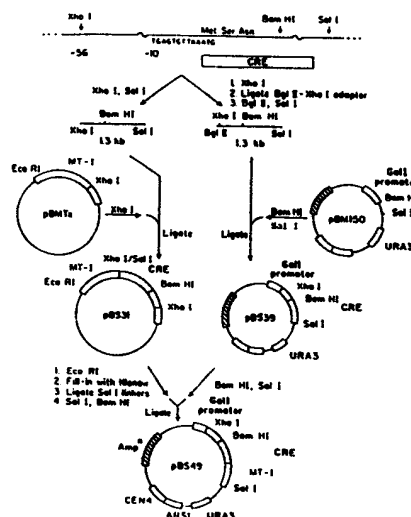 Xho I
Bam HI
Sal I
Met Ser Asn
-56
-10
CRE
Xho I, Sal I
1. Xho I
2. Ligate Bgl II-Xho I adaptor
3. Bgl II, Sal I
Bam HI
Xho I
Sal I
1.3 kb
Xho I
Bam HI
Bgl II
Sal I
1.3 kb
MT-I
Eco RI
Xho I
pBMTa
Xho I
Ligate
Gal1
promoter
Bam HI
Sal I
pBM150
URA3
Bam HI
Sal I
Ligate
Xho I/Sal I
MT-I
CRE
Eco RI
Bam HI
Xho I
pBS31
Gal1
promoter
Xho I
Bam HI
CRE
pBS39
Sal I
URA3
1. Eco RI
2. Fill-in with Klenow
3. Ligate Sal I linkers
4. Sal I, Bam HI
Bam HI, Sal I
Ligate
Gal1
promoter
Xho I
Bam HI
Amp R
CRE
pBS49
MT-I
Sal I
CEN4
ARS1
URA3